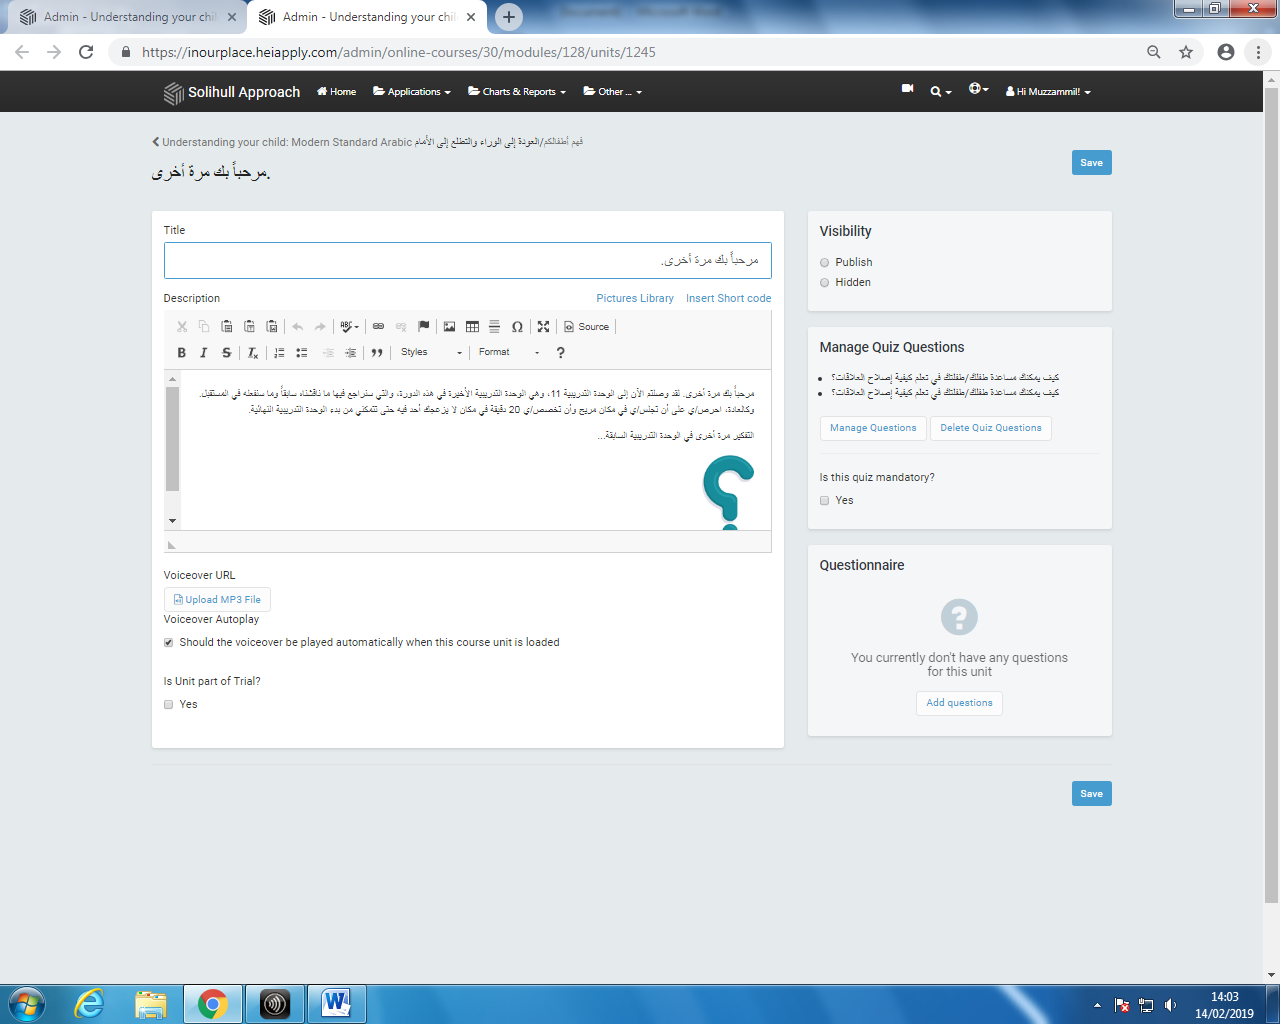 Admin - Understanding your chil
Admin - Understanding your chil
https://inourplace.heiapply.com/admin/online-courses/30/modules/128/units/1245
Solihull Approach
Home
Applications
Charts & Reports
Other ...
Hi Muzzammil!
Understanding your child: Modern Standard Arabic فهم أطفالكم/العودة إلى الوراء والتطلع إلى الأمام
مرحباً بك مرة أخرى.
Save
Title
مرحباً بك مرة أخرى.
Description
Pictures Library
Insert Short code
Source
Styles
Format
مرحباً بك مرة أخرى. لقد وصلتم الآن إلى الوحدة التدريبية 11، وهي الوحدة التدريبية الأخيرة في هذه الدورة، والتي سنراجع فيها ما ناقشناه سابقاً وما سنفعله في المستقبل.
وكالعادة، احرص/ي على أن تجلس/ي في مكان مريح وأن تخصص/ي 20 دقيقة في مكان لا يزعجك أحد فيه حتى تتمكني من بدء الوحدة التدريبية النهائية.
التفكير مرة أخرى في الوحدة التدريبية السابقة...
؟
Voiceover URL
Upload MP3 File
Voiceover Autoplay
Should the voiceover be played automatically when this course unit is loaded
Is Unit part of Trial?
Yes
Visibility
Publish
Hidden
Manage Quiz Questions
كيف يمكنك مساعدة طفلك/طفلتك في تعلم كيفية إصلاح العلاقات؟
كيف يمكنك مساعدة طفلك/طفلتك في تعلم كيفية إصلاح العلاقات؟
Manage Questions
Delete Quiz Questions
Is this quiz mandatory?
Yes
Questionnaire
You currently don't have any questions
for this unit
Add questions
Save
14:03
14/02/2019